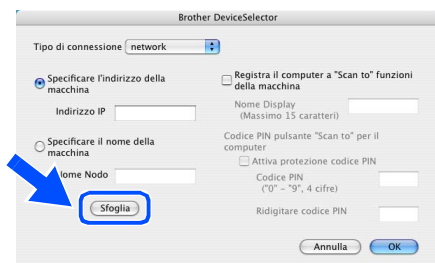 Brother DeviceSelector
Tipo di connessione network
Specificare l'indirizzo della
macchina
Indirizzo IP
Specificare il nome della
macchina
Nome Nodo
Sfoglia
Registra il computer a "Scan to" funzioni
della macchina
Nome Display
(Massimo 15 caratteri)
Codice PIN pulsante "Scan to" per il
computer
Attiva protezione codice PIN
Codice PIN
("0" – "9", 4 cifre)
Ridigitare codice PIN
Annulla OK